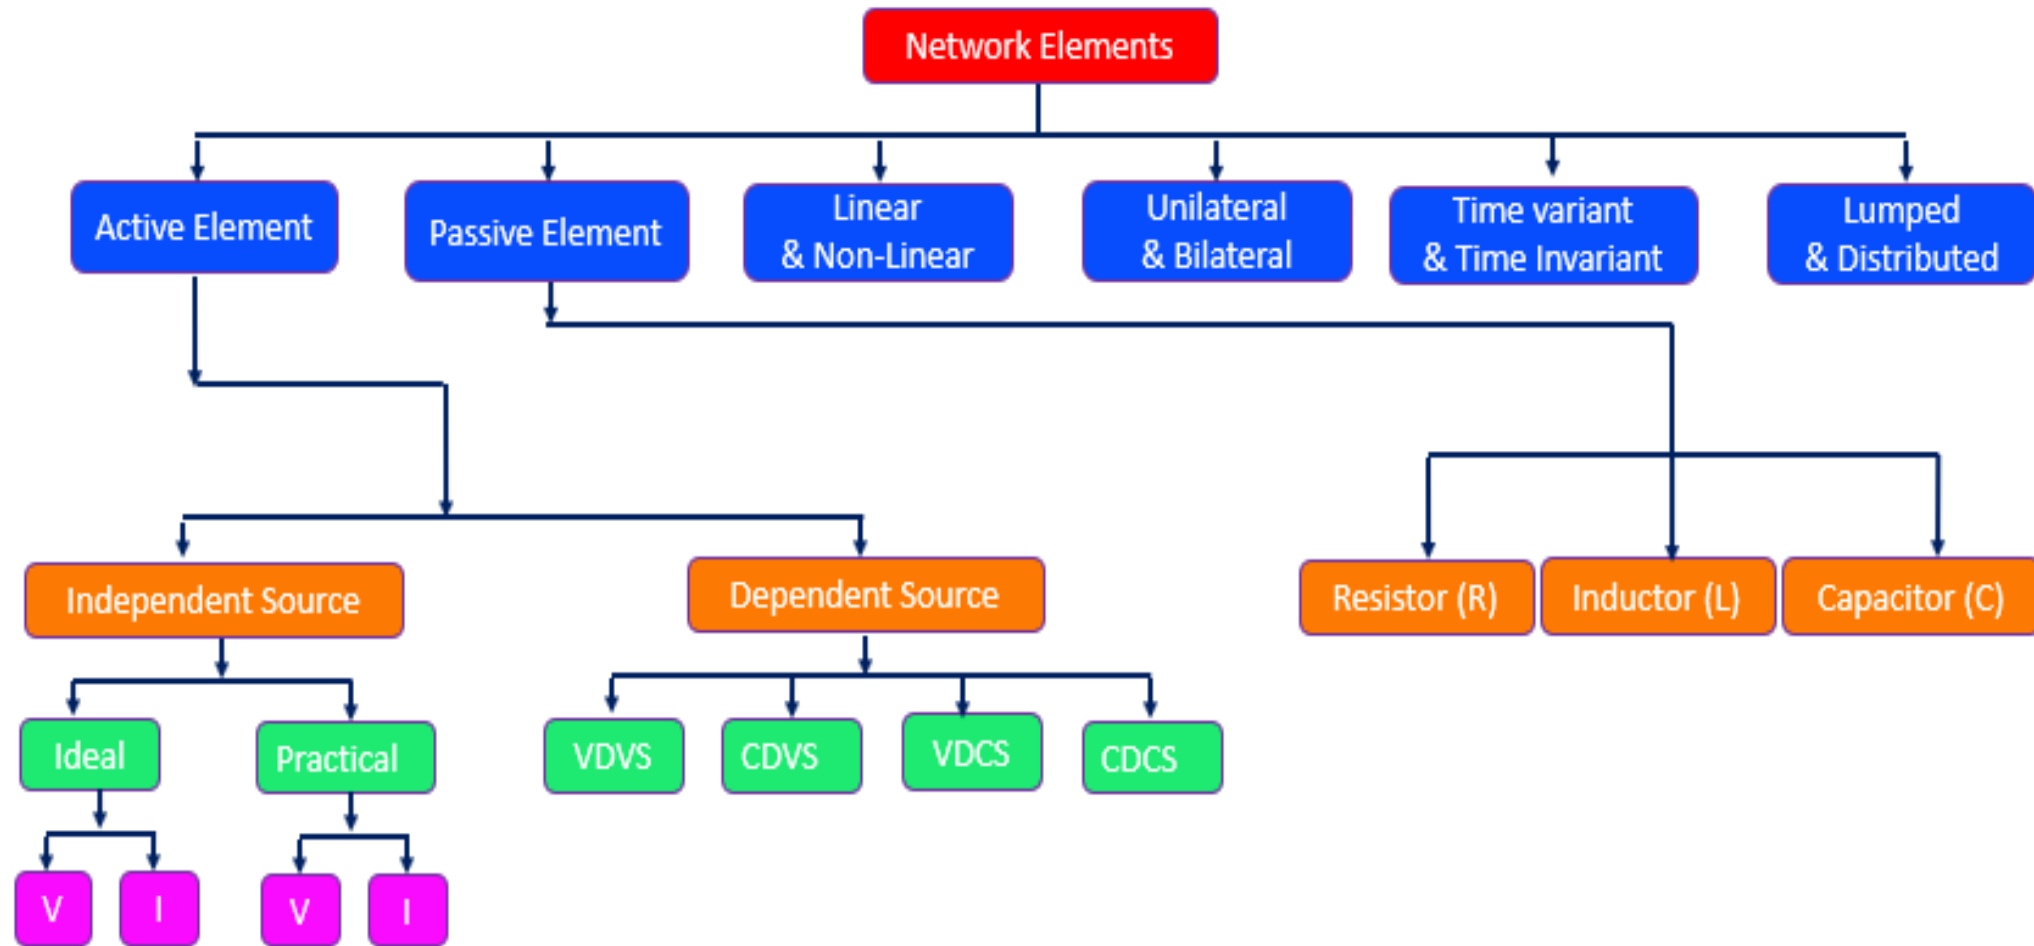 Network Elements
Active Element
Passive Element
Linear
& Non-Linear
Unilateral
& Bilateral
Time variant
& Time Invariant
Lumped
& Distributed
Independent Source
Dependent Source
Resistor (R)
Inductor (L)
Capacitor (C)
Ideal
Practical
VDVS
CDVS
VDCS
CDCS
V
I
V
I